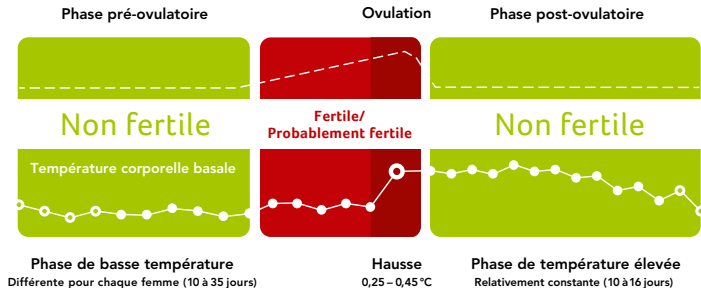 Phase pré-ovulatoire
Ovulation
Phase post-ovulatoire
Non fertile
Fertile/
Probablement fertile
Non fertile
Température corporelle basale
Phase de basse température
Différente pour chaque femme (10 à 35 jours)
Hausse
0,25 – 0,45 °C
Phase de température élevée
Relativement constante (10 à 16 jours)